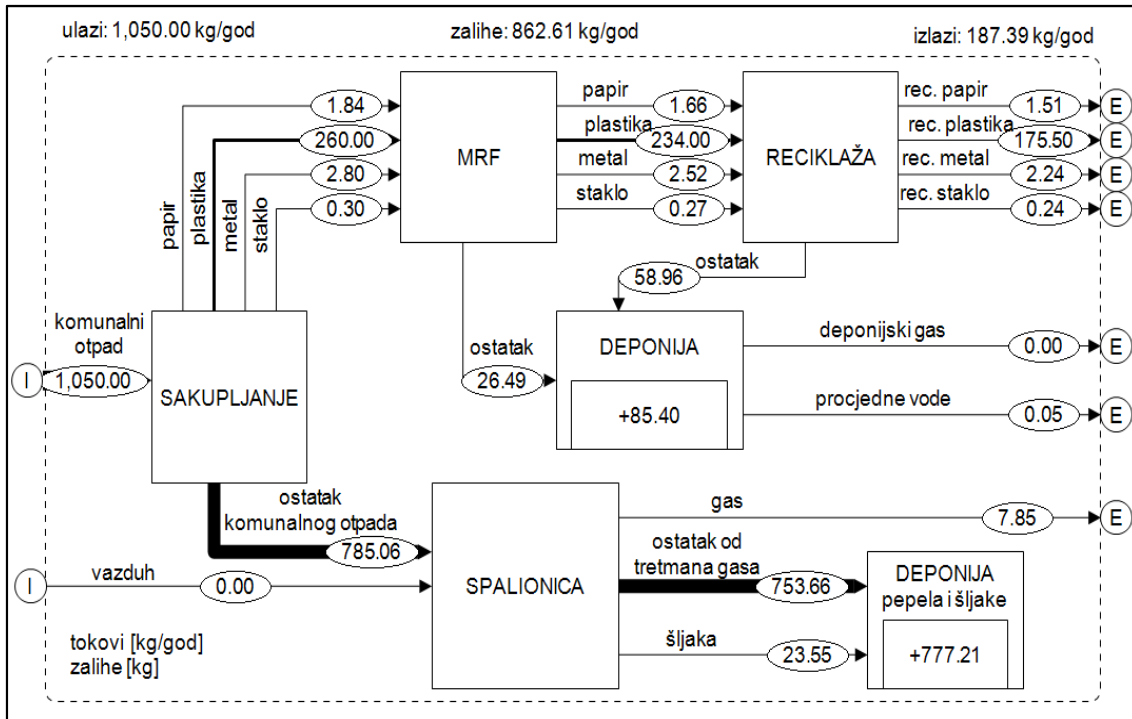 ulazi: 1,050.00 kg/god
zalihe: 862.61 kg/god
izlazi: 187.39 kg/god
papir
plastika
metal
staklo
1.84
260.00
2.80
0.30
MRF
papir
1.66
plastika
234.00
metal
2.52
staklo
0.27
RECIKLAŽA
rec. papir
1.51
E
rec. plastika
175.50
E
rec. metal
2.24
E
rec. staklo
0.24
E
ostatak
58.96
komunalni
otpad
I
1,050.00
SAKUPLJANJE
ostatak
26.49
DEPONIJA
+85.40
deponijski gas
0.00
E
procjedne vode
0.05
E
ostatak
komunalnog otpada
785.06
I
vazduh
0.00
SPALIONICA
gas
7.85
E
ostatak od
tretmana gasa
753.66
šljaka
23.55
DEPONIJA
pepela i šljake
+777.21
tokovi [kg/god]
zalihe [kg]